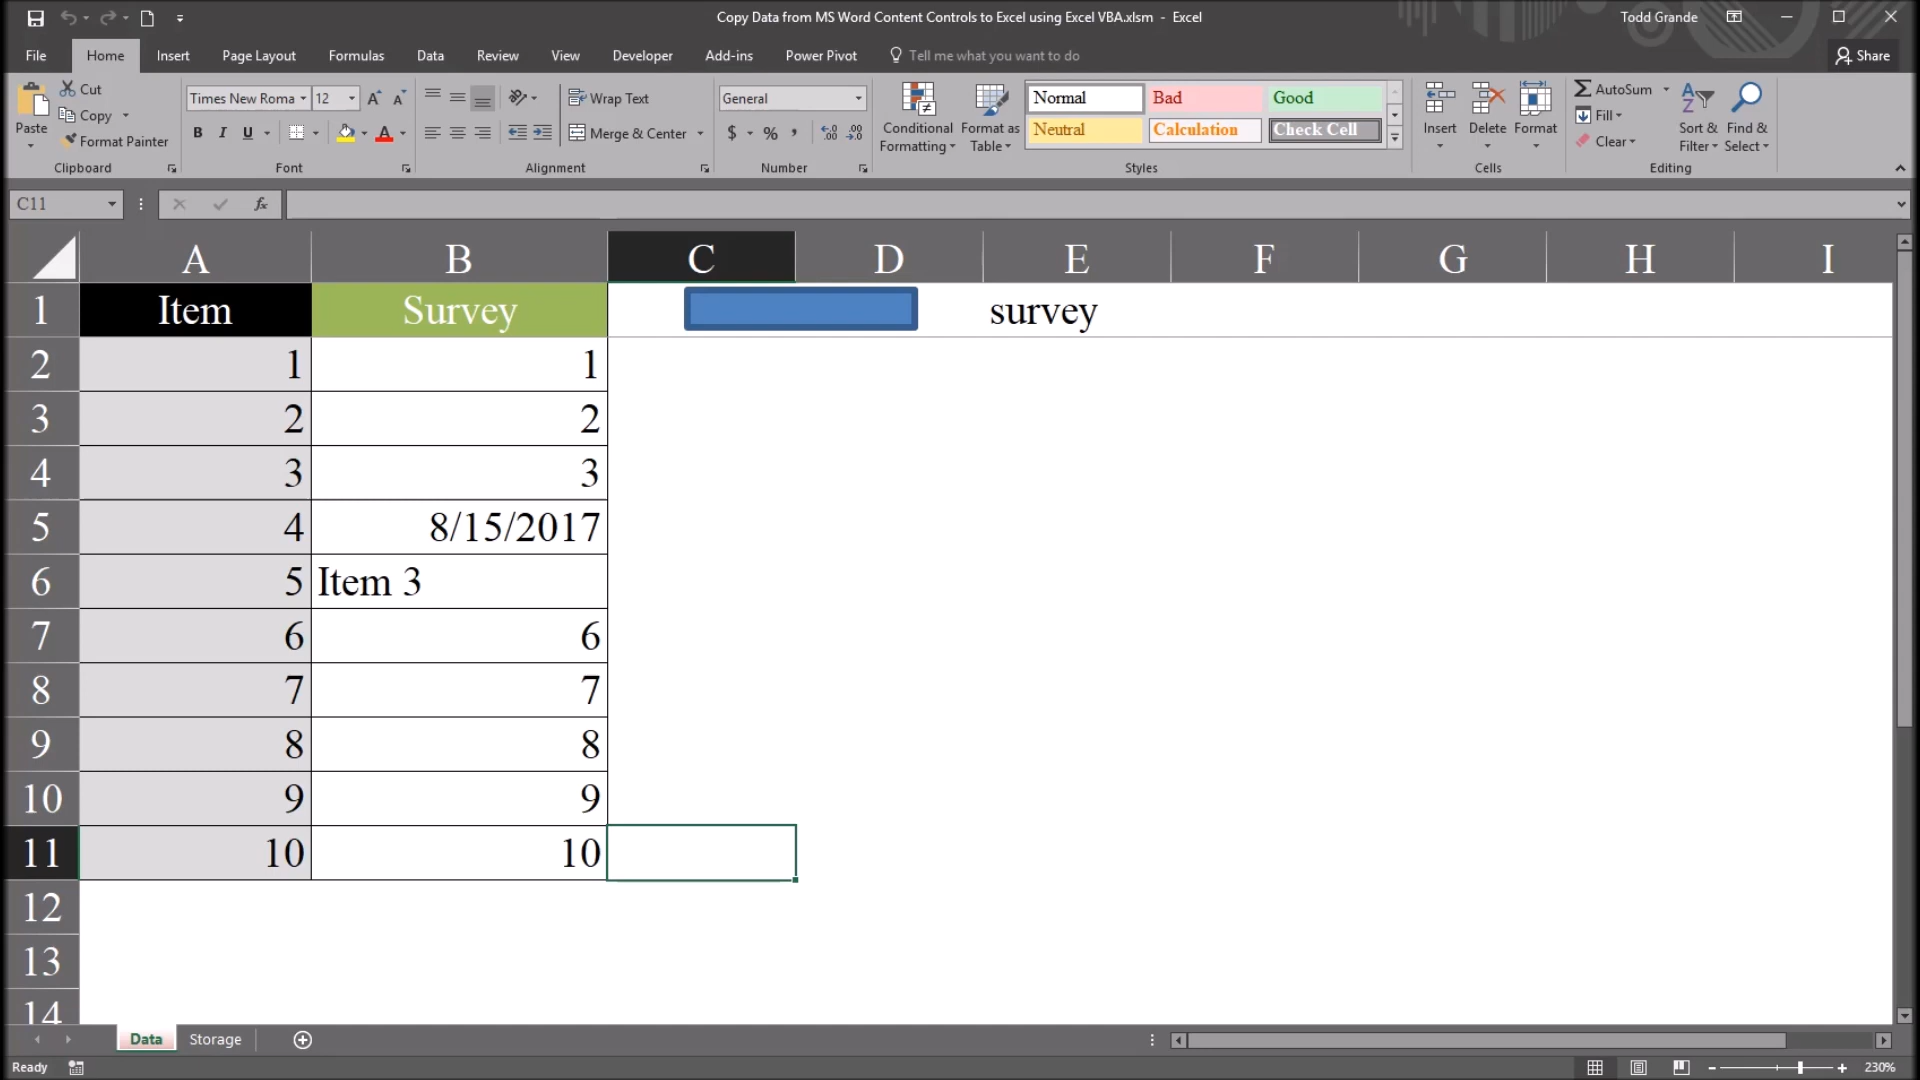 Copy Data from MS Word Content Controls to Excel using Excel VBA.xlsm - Excel
Todd Grande
File Home Insert Page Layout Formulas Data Review View Developer Add-ins Power Pivot Tell me what you want to do Share
Paste
Cut
Copy
Format Painter
Clipboard
Times New Roma 12
B I U
Font
Wrap Text
Merge & Center
Alignment
General
$ % ,
Number
Conditional Formatting
Format as Table
Normal Bad Good
Neutral Calculation Check Cell
Styles
Insert Delete Format
Cells
AutoSum
Fill
Clear
Sort & Filter
Find & Select
Editing
C11
fx
A B C D E F G H I
1 Item Survey survey
2 1 1
3 2 2
4 3 3
5 4 8/15/2017
6 5 Item 3
7 6 6
8 7 7
9 8 8
10 9 9
11 10 10
12
13
14
Data Storage
Ready
230%